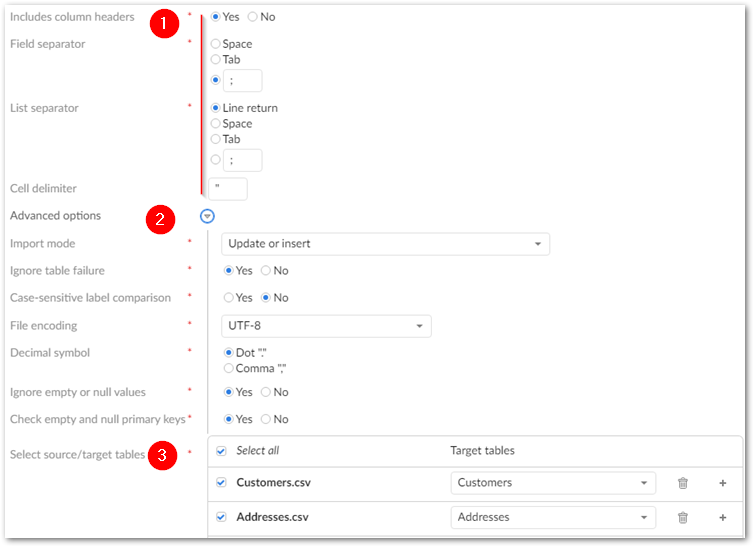 Includes column headers * 1 Yes No
Field separator * Space
Tab
;
List separator * Line return
Space
Tab
;
Cell delimiter "
Advanced options 2
Import mode * Update or insert
Ignore table failure * Yes No
Case-sensitive label comparison * Yes No
File encoding * UTF-8
Decimal symbol * Dot "."
Comma ","
Ignore empty or null values * Yes No
Check empty and null primary keys * Yes No
Select source/target tables 3 * Select all Target tables
Customers.csv Customers
Addresses.csv Addresses